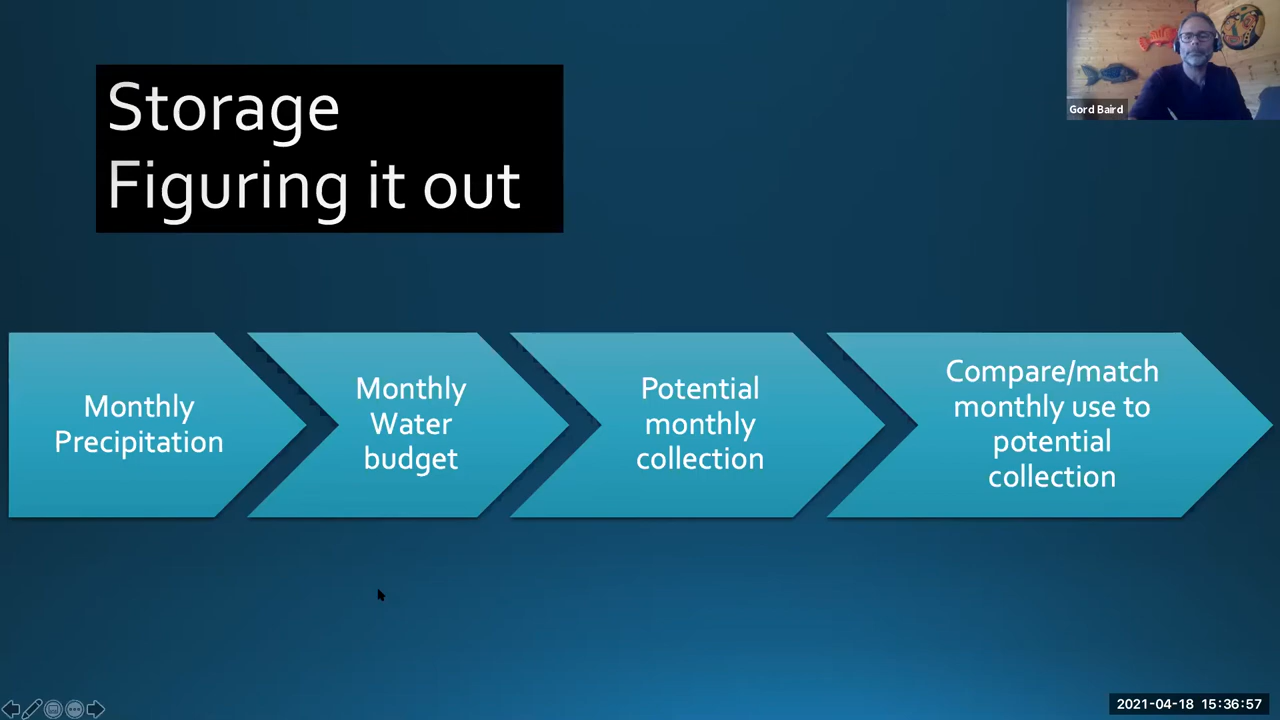 Storage
Figuring it out
Gord Baird
Monthly
Precipitation
Monthly
Water
budget
Potential
monthly
collection
Compare/match
monthly use to
potential
collection
2021-04-18 15:36:57